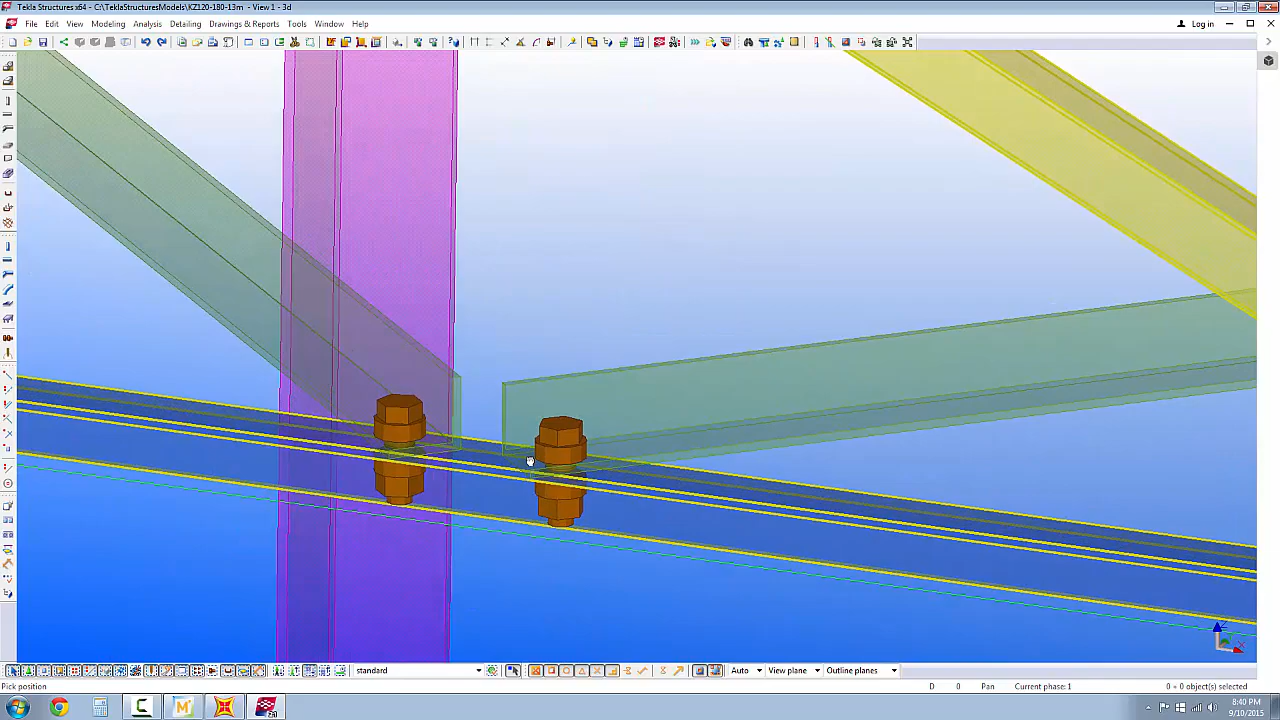 Tekla Structures x64 - C:\TeklaStructuresModels\KZ120-180-13m - View 1 - 3d
File Edit View Modeling Analysis Detailing Drawings & Reports Tools Window Help
Log in
standard
Auto
View plane
Outline planes
Pick position
D 0 Pan Current phase: 1 0 + 0 object(s) selected
8:40 PM
9/10/2015